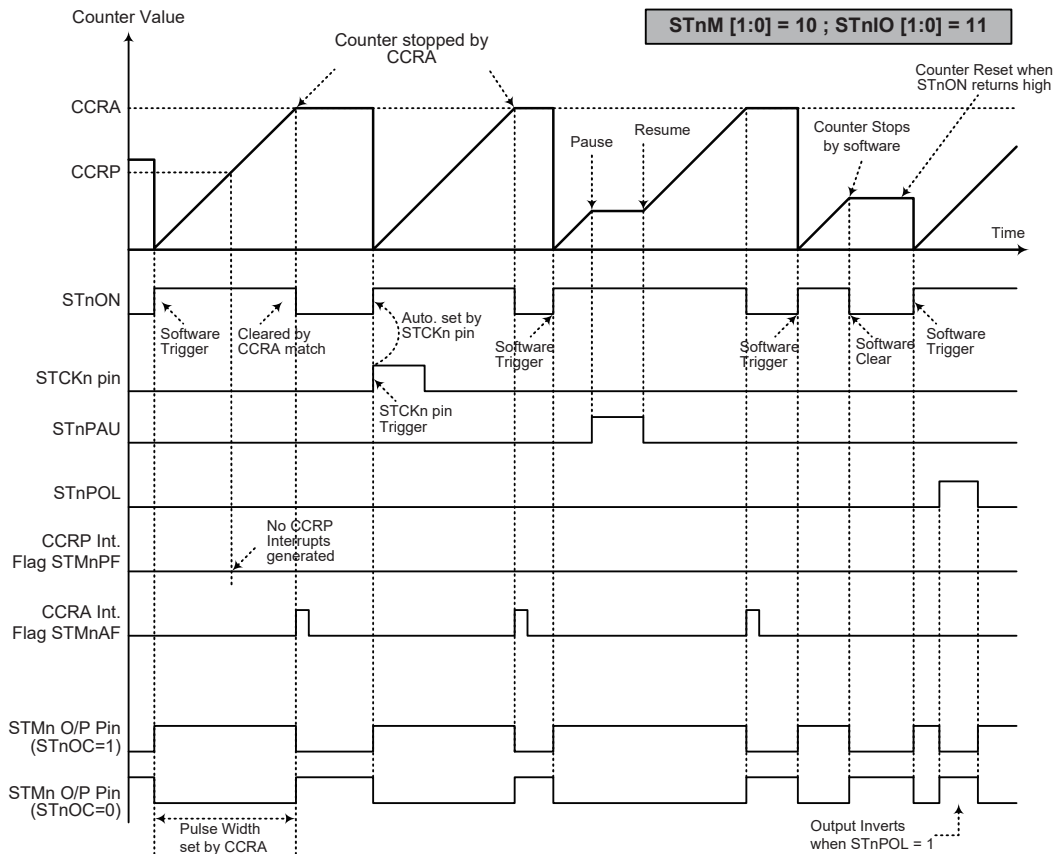 Counter Value
STnM [1:0] = 10 ; STnIO [1:0] = 11
Counter stopped by
CCRA
Counter Reset when
STnON returns high
CCRA
Pause
Resume
Counter Stops
by software
CCRP
Time
STnON
Software
Trigger
Cleared by
CCRA match
Auto. set by
STCKn pin
Software
Trigger
Software
Trigger
Software
Clear
Software
Trigger
STCKn pin
STCKn pin
Trigger
STnPAU
STnPOL
No CCRP
Interrupts
generated
CCRP Int.
Flag STMnPF
CCRA Int.
Flag STMnAF
STMn O/P Pin
(STnOC=1)
STMn O/P Pin
(STnOC=0)
Pulse Width
set by CCRA
Output Inverts
when STnPOL = 1